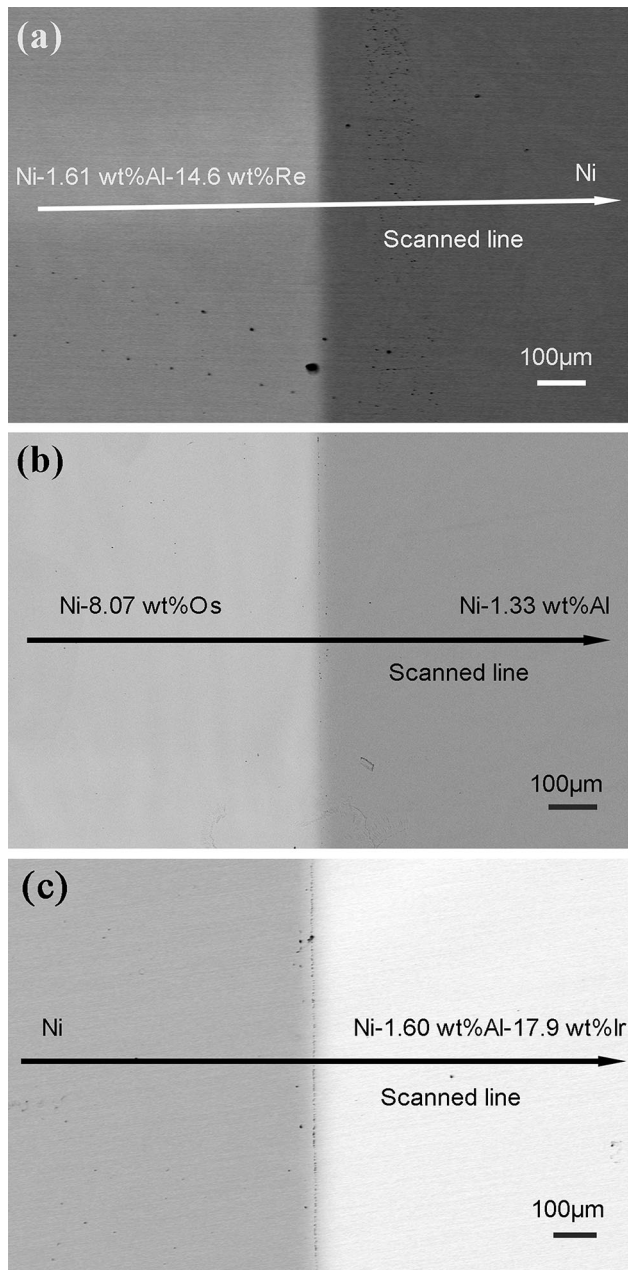 (a)
Ni-1.61 wt%Al-14.6 wt%Re
Ni
Scanned line
100μm
(b)
Ni-8.07 wt%Os
Ni-1.33 wt%Al
Scanned line
100μm
(c)
Ni
Ni-1.60 wt%Al-17.9 wt%Ir
Scanned line
100μm